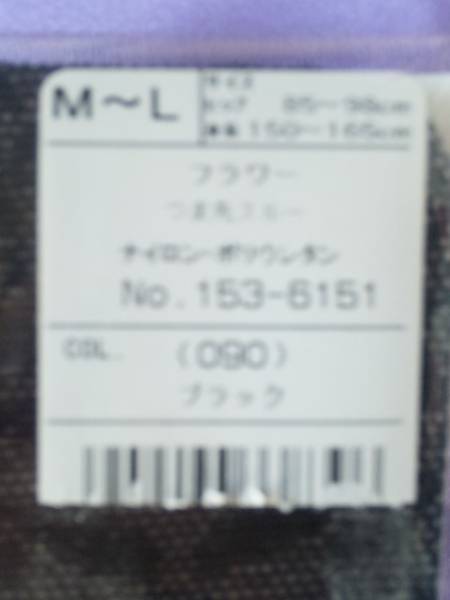 M～L
サイズ
ヒップ 85～98cm
身長 150～165cm
フラワー
つま先スルー
ナイロン・ポリウレタン
No.153-6151
COL. (090)
ブラック